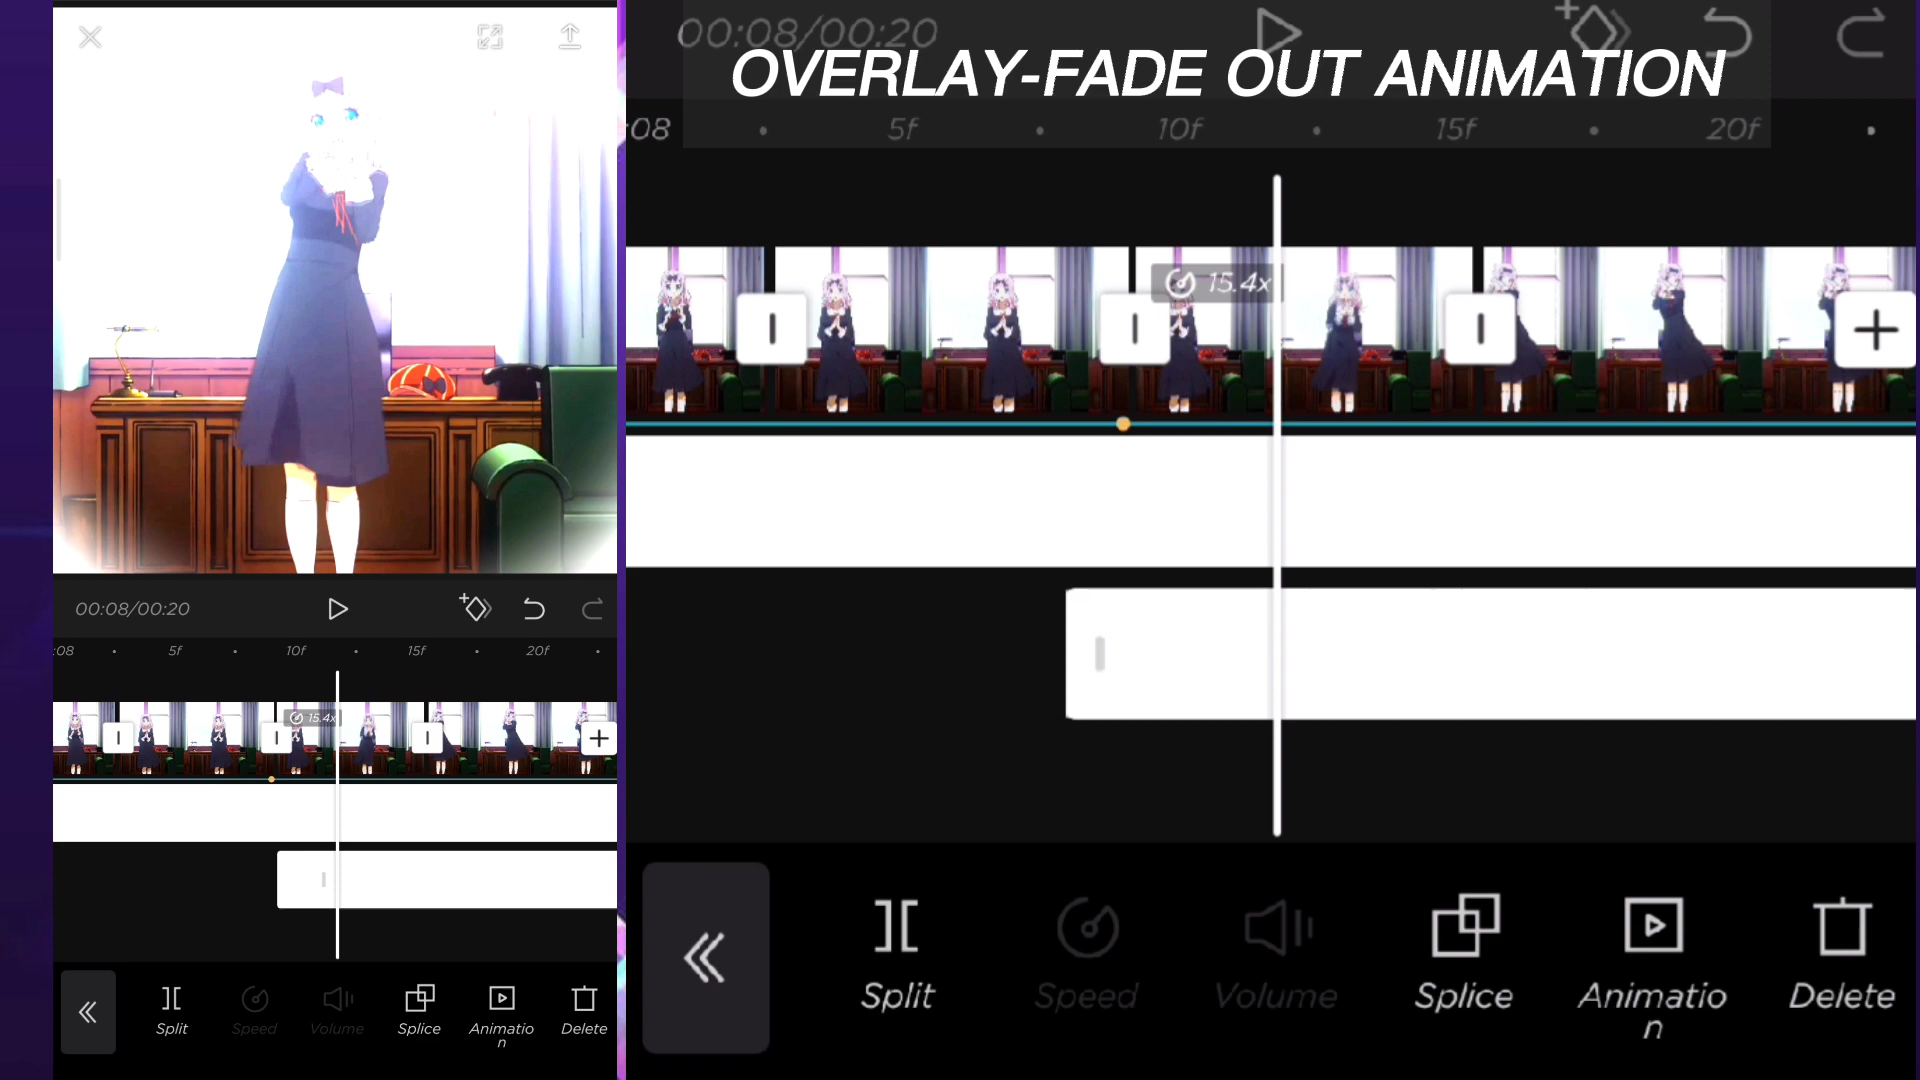 00:08/00:20
:08 5f 10f 15f 20f
15.4x
Split Speed Volume Splice Animatio
n Delete
00:08/00:20
OVERLAY-FADE OUT ANIMATION
:08 5f 10f 15f 20f
15.4x
Split Speed Volume Splice Animatio
n Delete